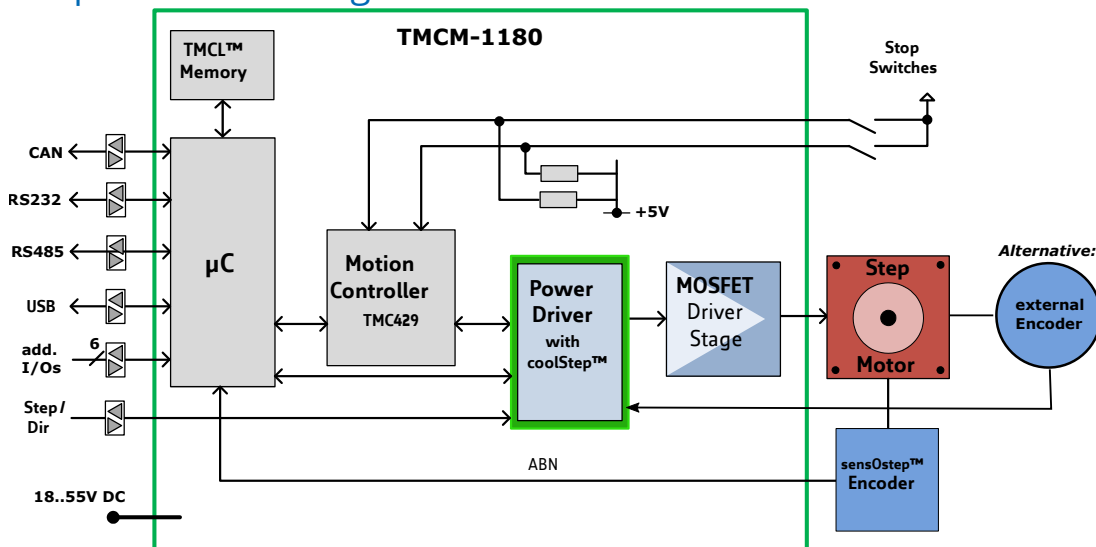 TMCM-1180
TMCL™
Memory
Stop
Switches
CAN
RS232
RS485
USB
add.
I/Os
6
Step/
Dir
18..55V DC
µC
Motion
Controller
TMC429
+5V
Power
Driver
with
coolStep™
MOSFET
Driver
Stage
Step
Motor
Alternative:
external
Encoder
ABN
sensOstep™
Encoder